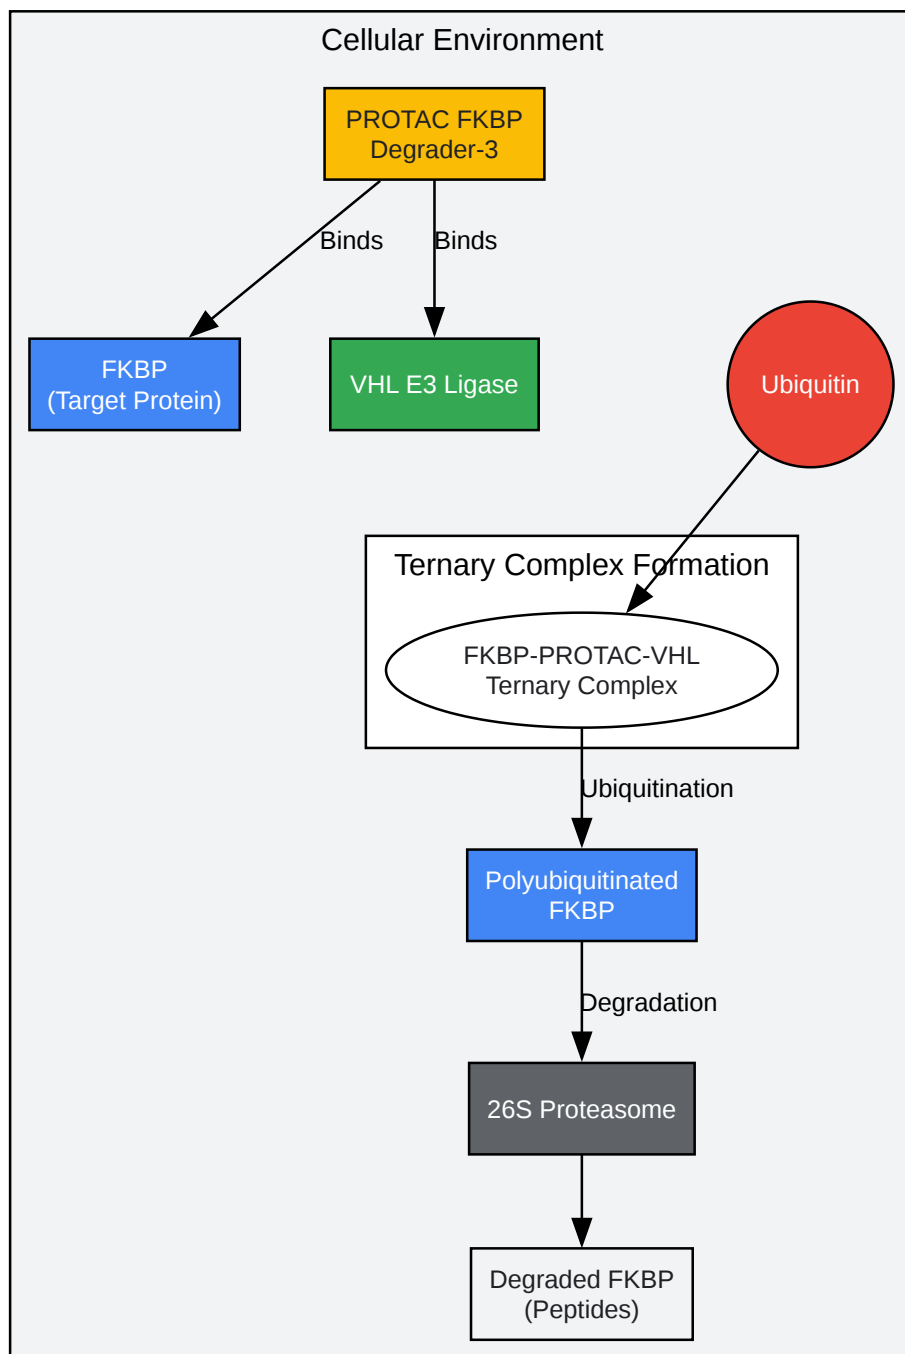 Cellular Environment
PROTAC FKBP
Degrader-3
Binds
Binds
FKBP
(Target Protein)
VHL E3 Ligase
Ubiquitin
Ternary Complex Formation
FKBP-PROTAC-VHL
Ternary Complex
Ubiquitination
Polyubiquitinated
FKBP
Degradation
26S Proteasome
Degraded FKBP
(Peptides)